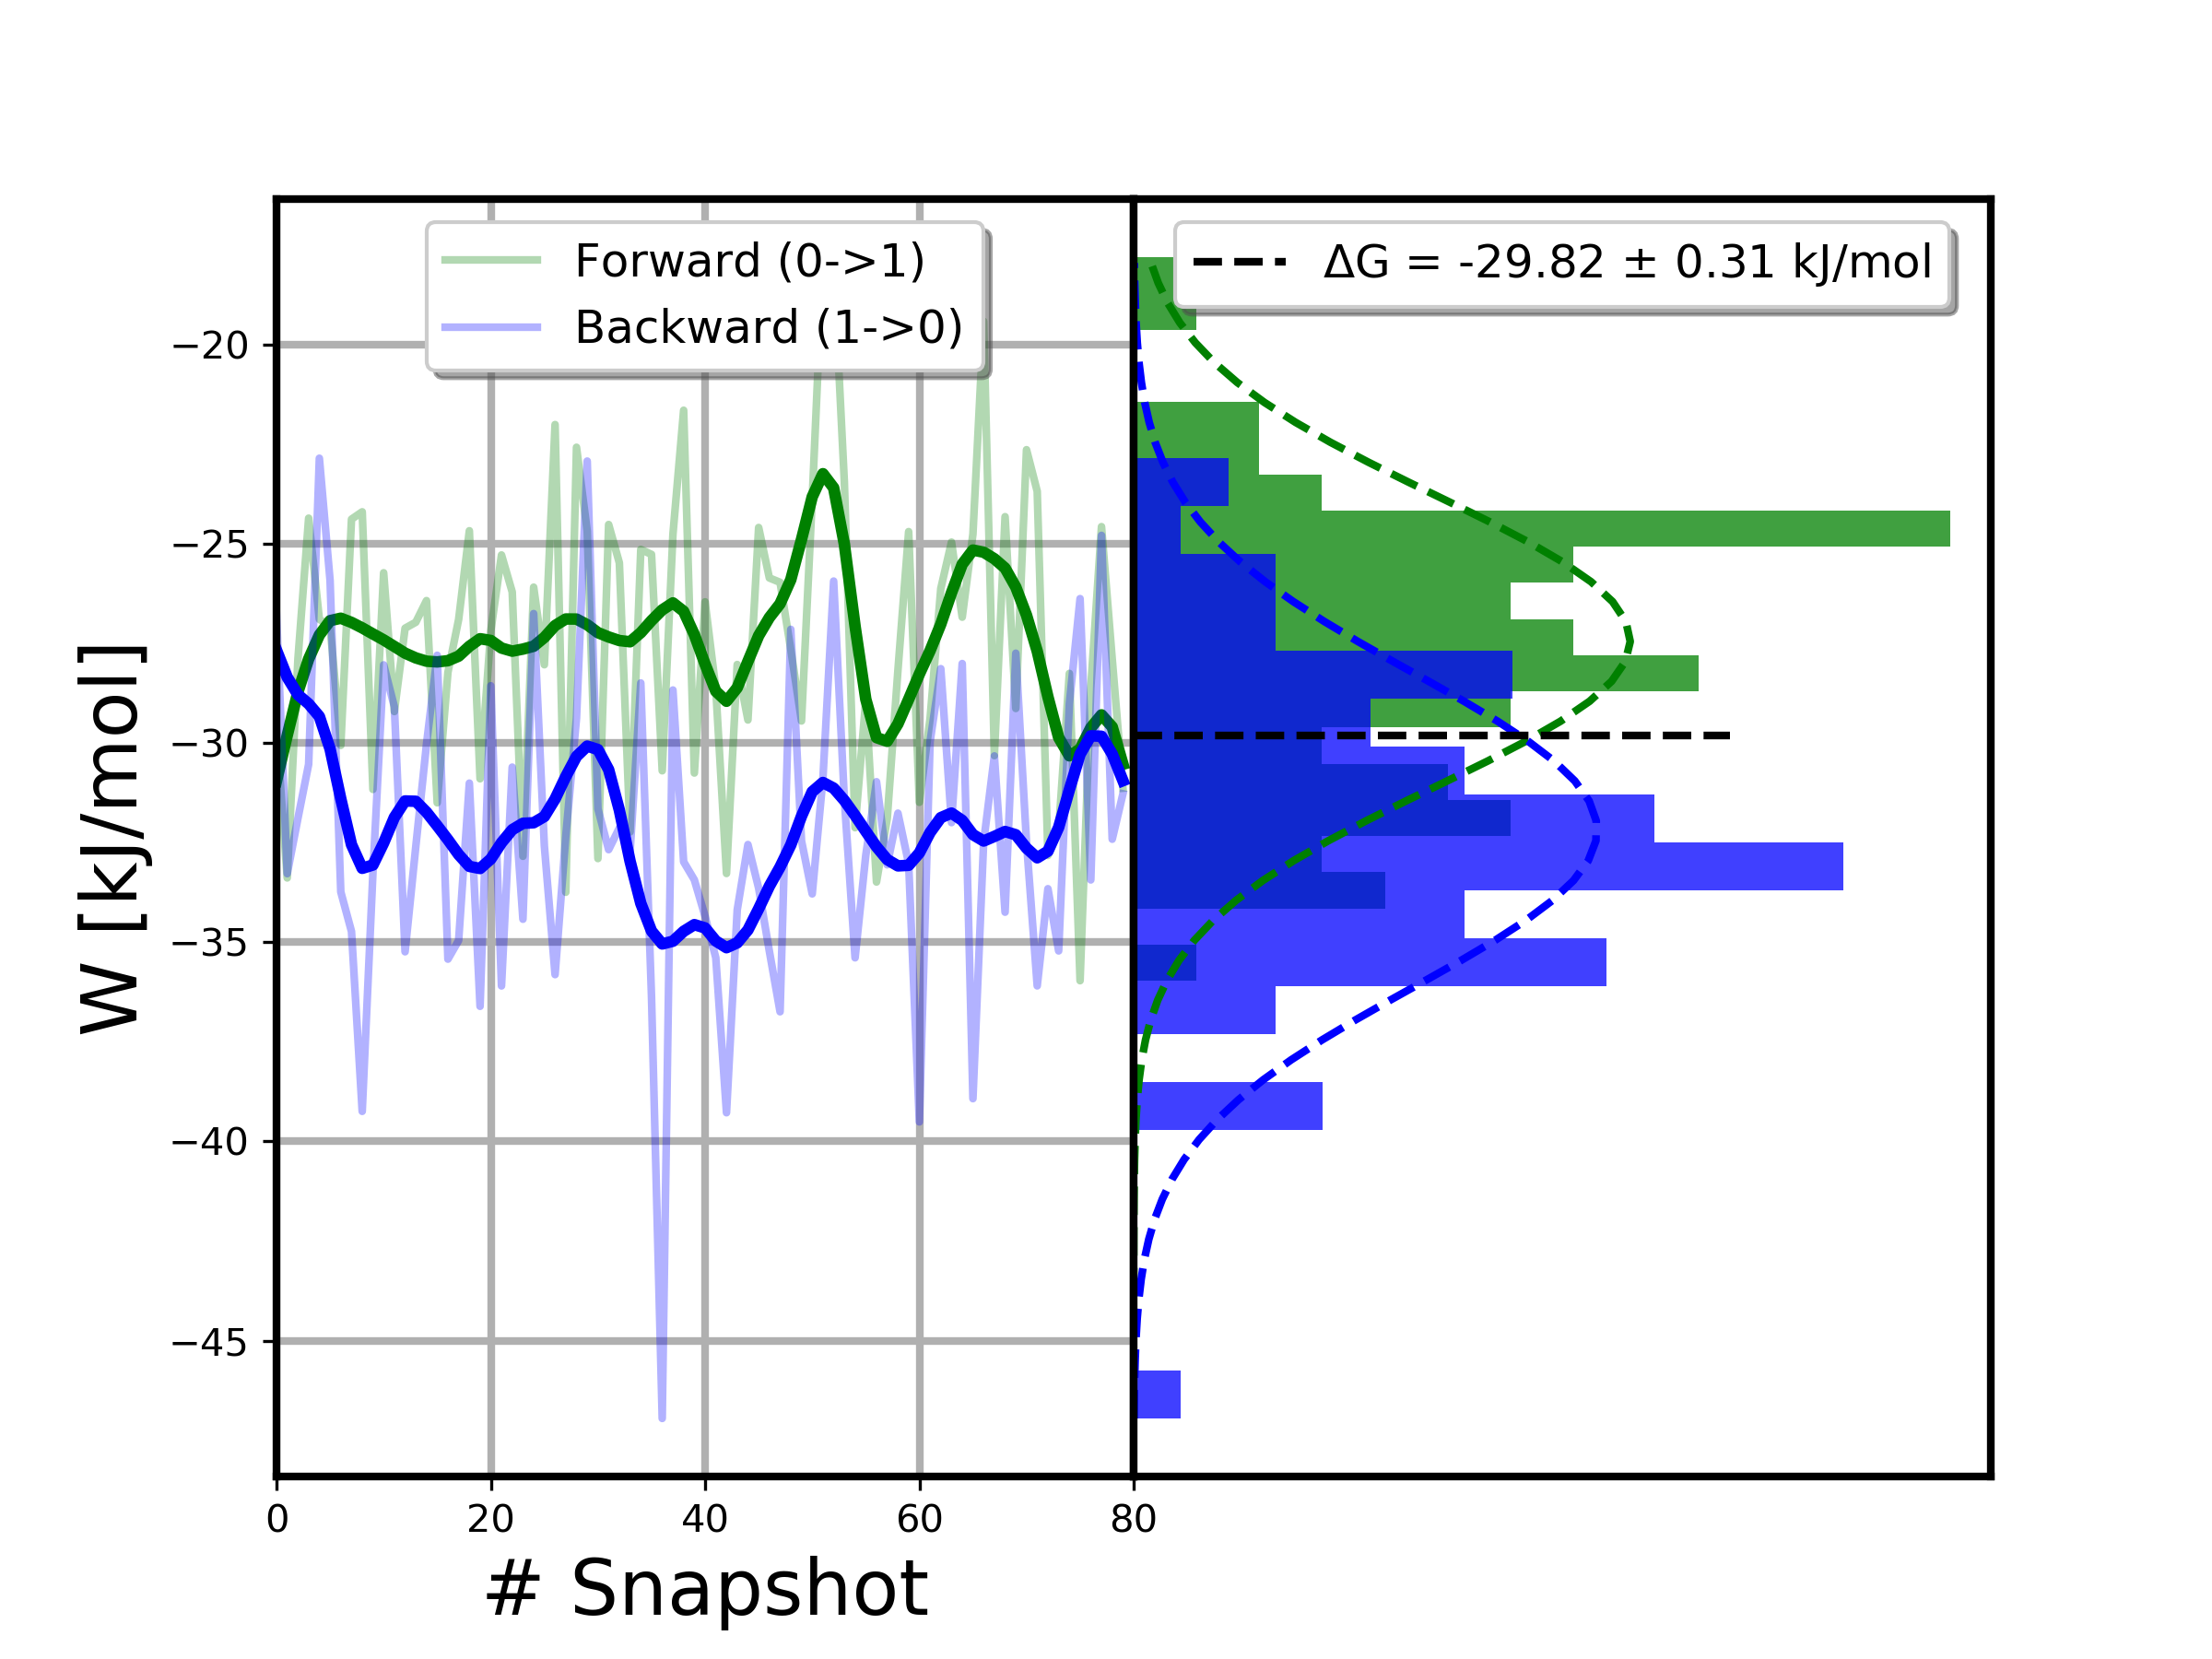 Forward (0->1)
Backward (1->0)
ΔG = -29.82 ± 0.31 kJ/mol
W [kJ/mol]
−20
−25
−30
−35
−40
−45
0 20 40 60 80
# Snapshot